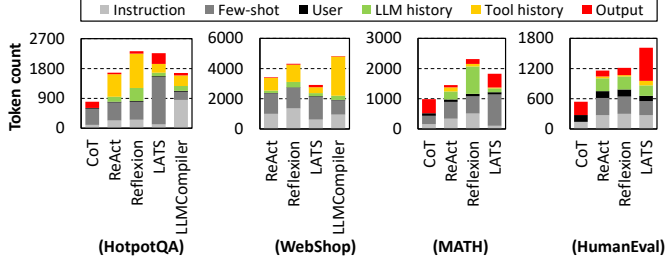 Instruction Few-shot User LLM history Tool history Output
Token count
2700
1800
900
0
CoT
ReAct
Reflexion
LATS
LLMCompiler
(HotpotQA)
6000
4000
2000
0
ReAct
Reflexion
LATS
LLMCompiler
(WebShop)
3000
2000
1000
0
CoT
ReAct
Reflexion
LATS
(MATH)
1800
1200
600
0
CoT
ReAct
Reflexion
LATS
(HumanEval)